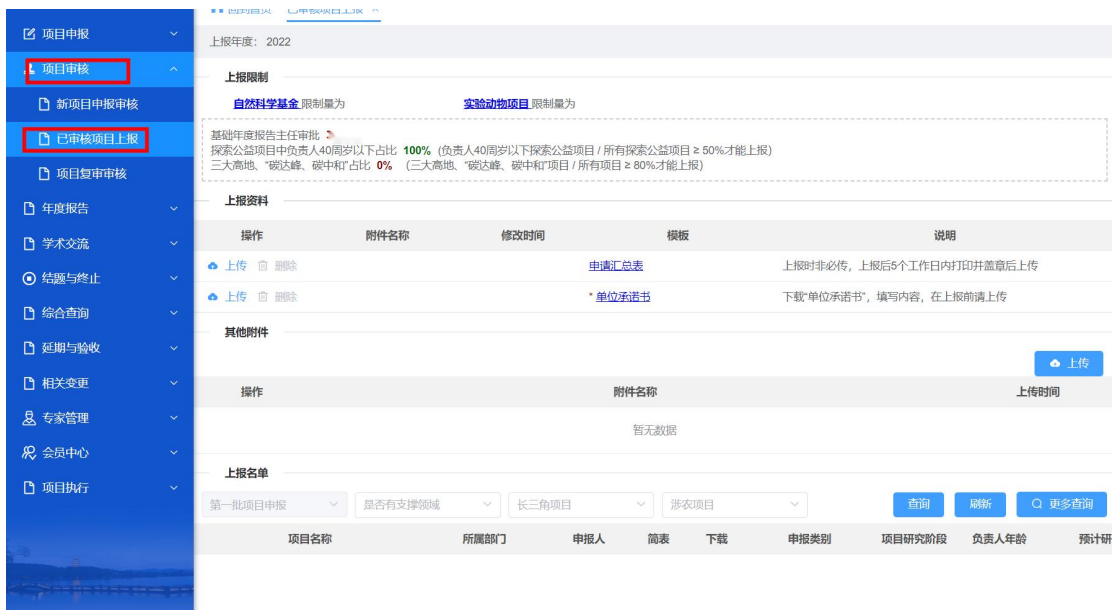 回到首页 已审核项目上报 ×
项目申报
上报年度： 2022
项目审核
上报限制
新项目申报审核
自然科学基金 限制量为 实验动物项目 限制量为
已审核项目上报
基础年度报告主任审批
探索公益项目中负责人40周岁以下占比 100% (负责人40周岁以下探索公益项目 / 所有探索公益项目 ≥ 50%才能上报)
三大高地、“碳达峰、碳中和”占比 0% (三大高地、“碳达峰、碳中和”项目 / 所有项目 ≥ 80%才能上报)
项目复审审核
年度报告
上报资料
操作 附件名称 修改时间 模板 说明
学术交流
上传 删除 申请汇总表 上报时非必传，上报后5个工作日内打印并盖章后上传
结题与终止
上传 删除 * 单位承诺书 下载“单位承诺书”，填写内容，在上报前请上传
综合查询
其他附件
延期与验收
上传
相关变更
操作 附件名称 上传时间
专家管理
暂无数据
会员中心
上报名单
项目执行
第一批项目申报 是否有支撑领域 长三角项目 涉农项目 查询 刷新 更多查询
项目名称 所属部门 申报人 简表 下载 申报类别 项目研究阶段 负责人年龄 预计研